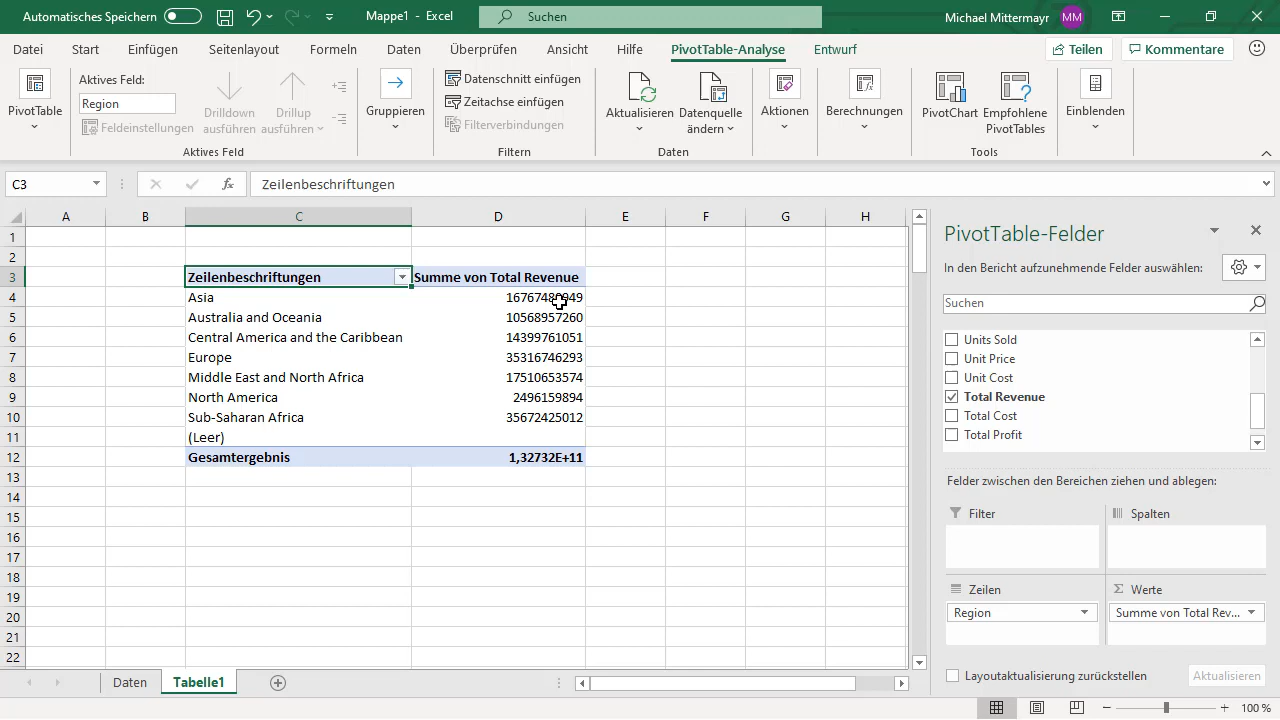 Automatisches Speichern
Mappe1 - Excel
Suchen
Michael Mittermayr
MM
Datei
Start
Einfügen
Seitenlayout
Formeln
Daten
Überprüfen
Ansicht
Hilfe
PivotTable-Analyse
Entwurf
Teilen
Kommentare
PivotTable
Aktives Feld:
Region
Feldeinstellungen
Drilldown
ausführen
Drillup
ausführen
Aktives Feld
Gruppieren
Datenschnitt einfügen
Zeitachse einfügen
Filterverbindungen
Filtern
Aktualisieren
Datenquelle
ändern
Daten
Aktionen
Berechnungen
PivotChart
Empfohlene
PivotTables
Tools
Einblenden
C3
fx
Zeilenbeschriftungen
A B C D E F G H
1
2
3 Zeilenbeschriftungen Summe von Total Revenue
4 Asia
5 Australia and Oceania 10568957260
6 Central America and the Caribbean 14399761051
7 Europe 35316746293
8 Middle East and North Africa 17510653574
9 North America 2496159894
10 Sub-Saharan Africa 35672425012
11 (Leer)
12 Gesamtergebnis 1,32732E+11
13
14
15
16
17
18
19
20
21
22
PivotTable-Felder
In den Bericht aufzunehmende Felder auswählen:
Suchen
Units Sold
Unit Price
Unit Cost
Total Revenue
Total Cost
Total Profit
Felder zwischen den Bereichen ziehen und ablegen:
Filter
Spalten
Zeilen
Σ Werte
Region
Summe von Total Rev...
Layoutaktualisierung zurückstellen
Aktualisieren
Daten
Tabelle1
100 %